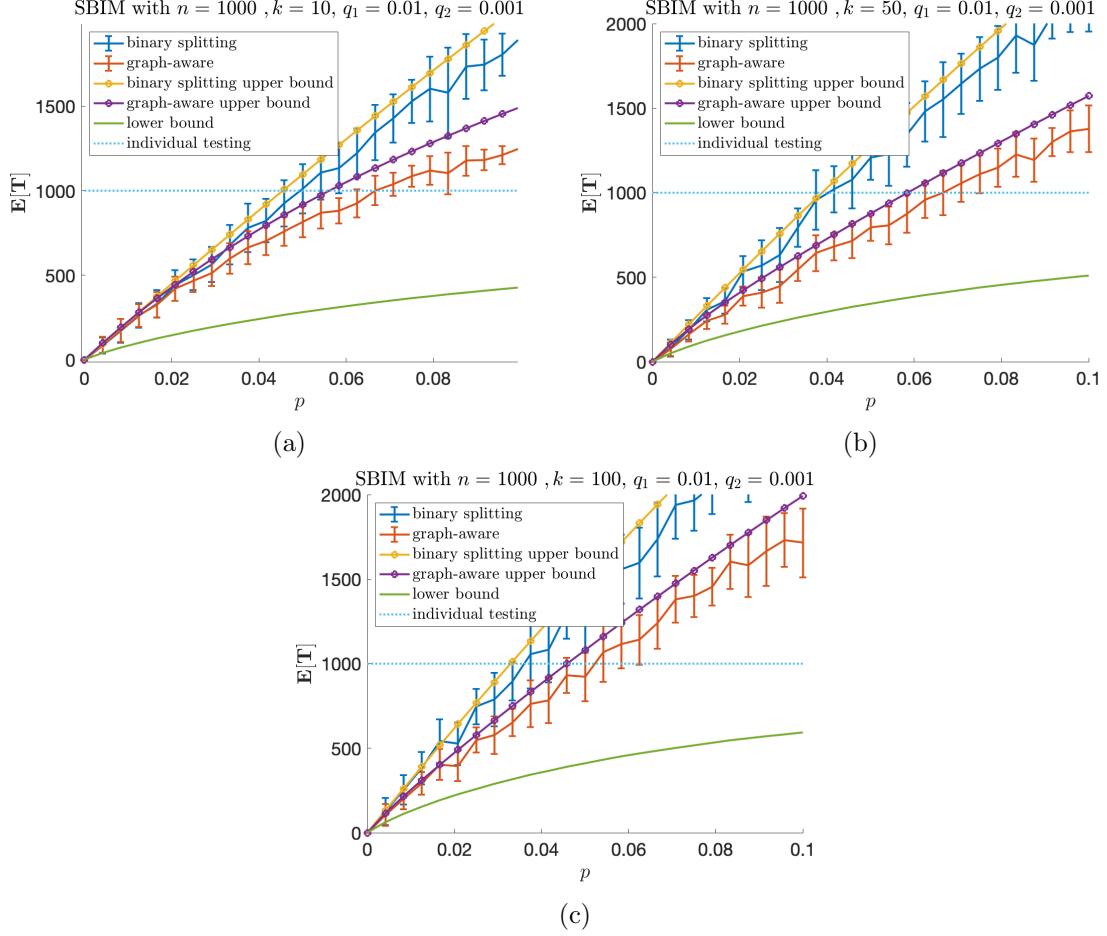 SBIM with n = 1000 , k = 10, q₁ = 0.01, q₂ = 0.001
binary splitting
graph-aware
binary splitting upper bound
graph-aware upper bound
lower bound
individual testing
1500
1000
500
0
E[T]
0 0.02 0.04 0.06 0.08
p
(a)
SBIM with n = 1000 , k = 50, q₁ = 0.01, q₂ = 0.001
binary splitting
graph-aware
binary splitting upper bound
graph-aware upper bound
lower bound
individual testing
2000
1500
1000
500
0
E[T]
0 0.02 0.04 0.06 0.08 0.1
p
(b)
SBIM with n = 1000 , k = 100, q₁ = 0.01, q₂ = 0.001
binary splitting
graph-aware
binary splitting upper bound
graph-aware upper bound
lower bound
individual testing
2000
1500
1000
500
0
E[T]
0 0.02 0.04 0.06 0.08 0.1
p
(c)